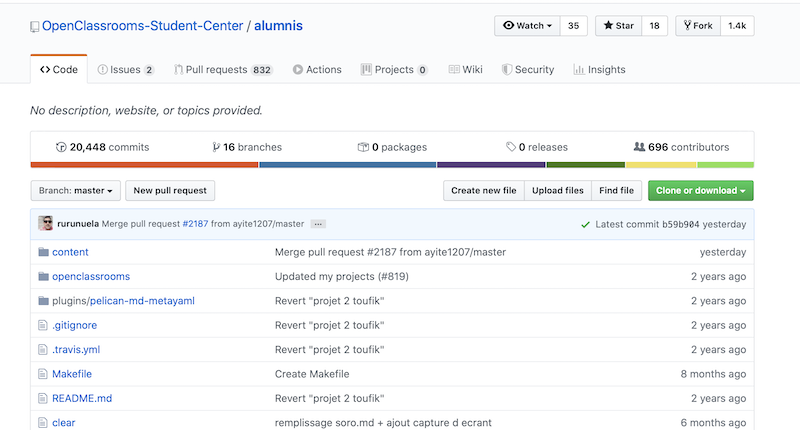 OpenClassrooms-Student-Center / alumnis Watch 35 Star 18 Fork 1.4k
Code Issues 2 Pull requests 832 Actions Projects 0 Wiki Security Insights
No description, website, or topics provided.
20,448 commits 16 branches 0 packages 0 releases 696 contributors
Branch: master New pull request Create new file Upload files Find file Clone or download
rurunuela Merge pull request #2187 from ayite1207/master ... Latest commit b59b904 yesterday
content Merge pull request #2187 from ayite1207/master yesterday
openclassrooms Updated my projects (#819) 2 years ago
plugins/pelican-md-metayaml Revert "projet 2 toufik" 2 years ago
.gitignore Revert "projet 2 toufik" 2 years ago
.travis.yml Revert "projet 2 toufik" 2 years ago
Makefile Create Makefile 8 months ago
README.md Revert "projet 2 toufik" 2 years ago
clear remplissage soro.md + ajout capture d ecrant 6 months ago